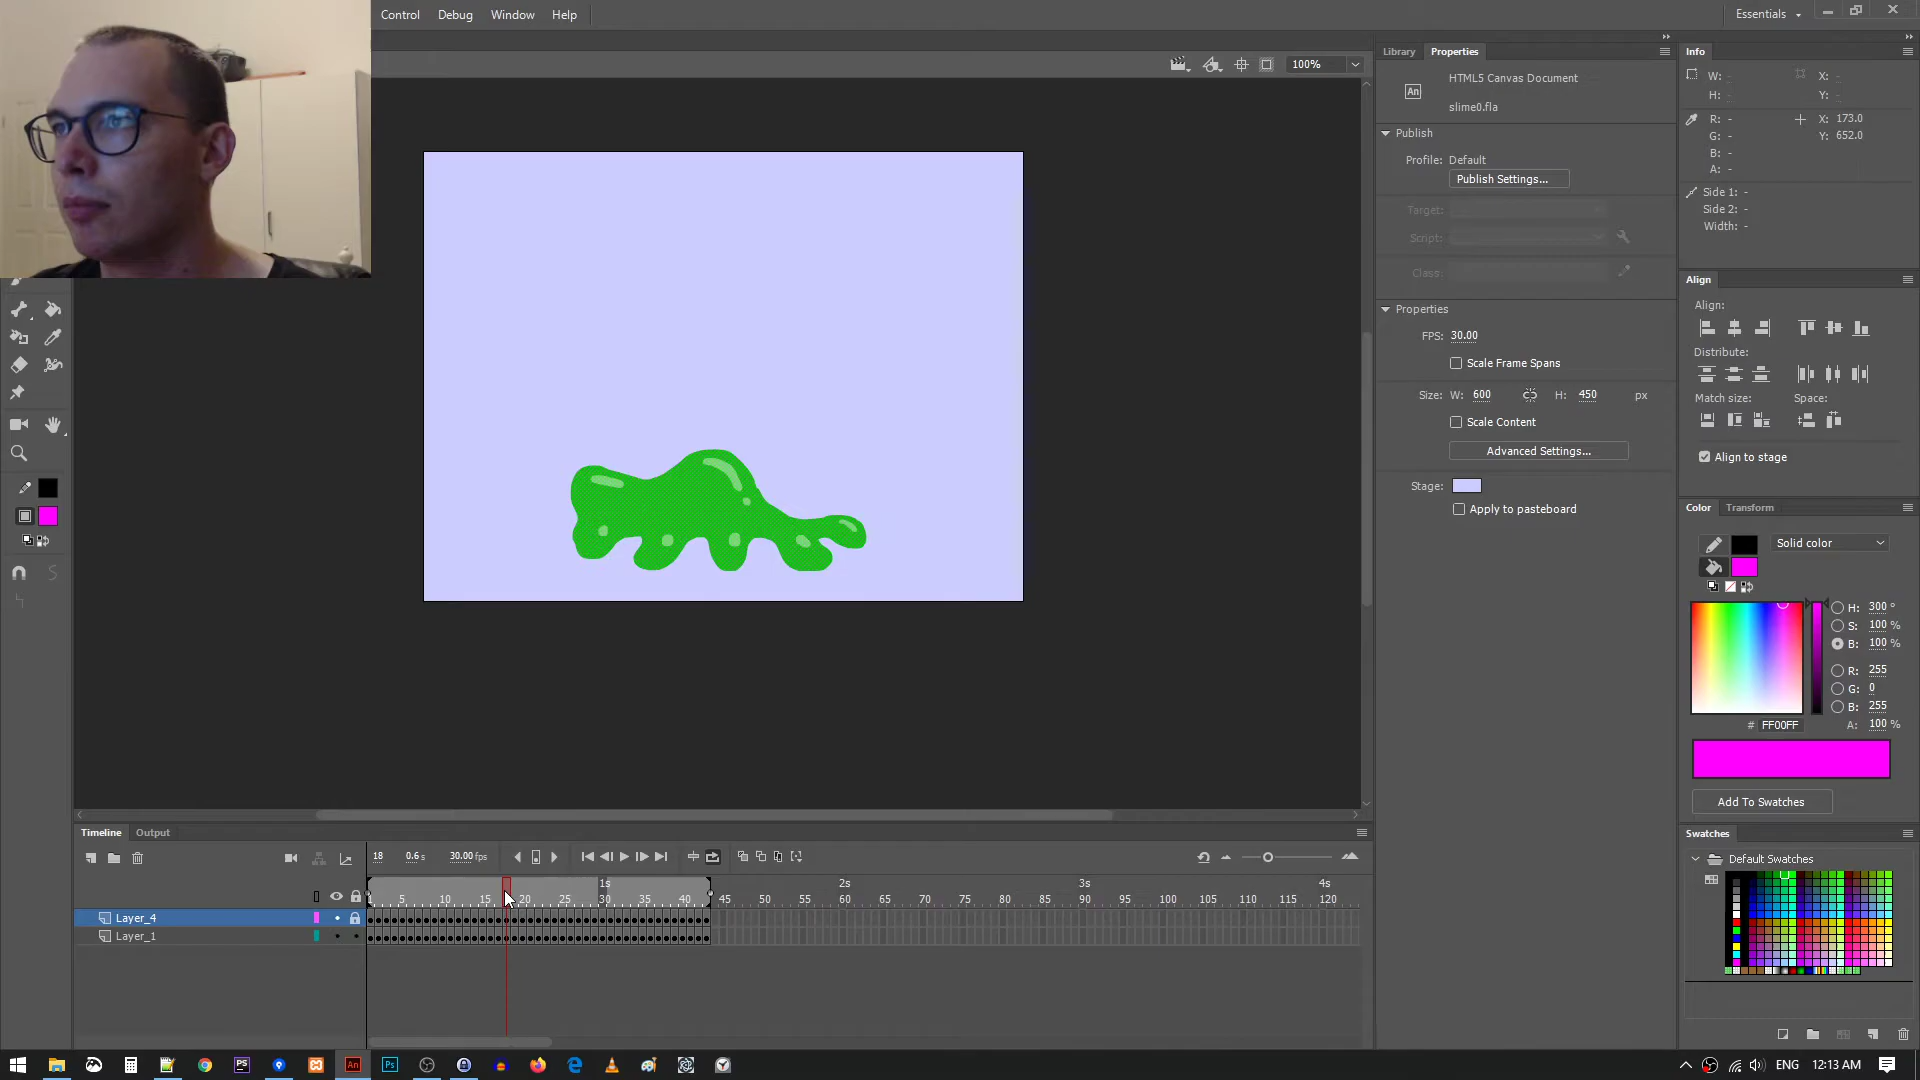 Control Debug Window Help
Essentials
100%
Library Properties
HTML5 Canvas Document
An
slime0.fla
Publish
Profile: Default
Publish Settings...
Target:
Script:
Class:
Properties
FPS: 30.00
Scale Frame Spans
Size: W: 600 H: 450 px
Scale Content
Advanced Settings...
Stage:
Apply to pasteboard
Info
W: - X: -
H: - Y: -
R: - X: 173.0
G: - Y: 652.0
B: -
A: -
Side 1: -
Side 2: -
Width: -
Align
Align:
Distribute:
Match size: Space:
Align to stage
Color Transform
Solid color
H: 300 °
S: 100 %
B: 100 %
R: 255
G: 0
B: 255
# FF00FF A: 100 %
Add To Swatches
Swatches
Default Swatches
Timeline Output
18 0.6 s 30.00 fps
1s 2s 3s 4s
1 5 10 15 20 25 30 35 40 45 50 55 60 65 70 75 80 85 90 95 100 105 110 115 120
Layer_4
Layer_1
PS An Ps
ENG 12:13 AM